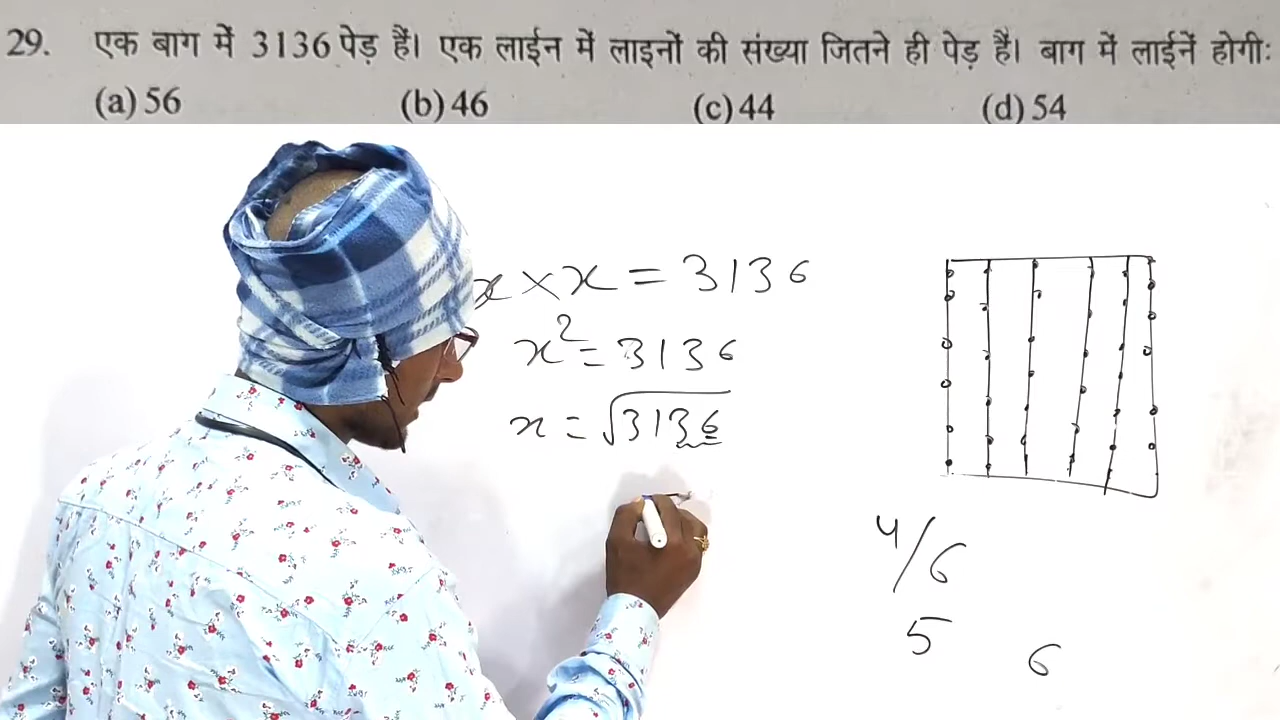 29. एक बाग में 3136 पेड़ हैं। एक लाईन में लाइनों की संख्या जितने ही पेड़ हैं। बाग में लाईनें होगीः
(a) 56 (b) 46 (c) 44 (d) 54
x × x = 3136
x² = 3136
x = √3136
4/6
5 6